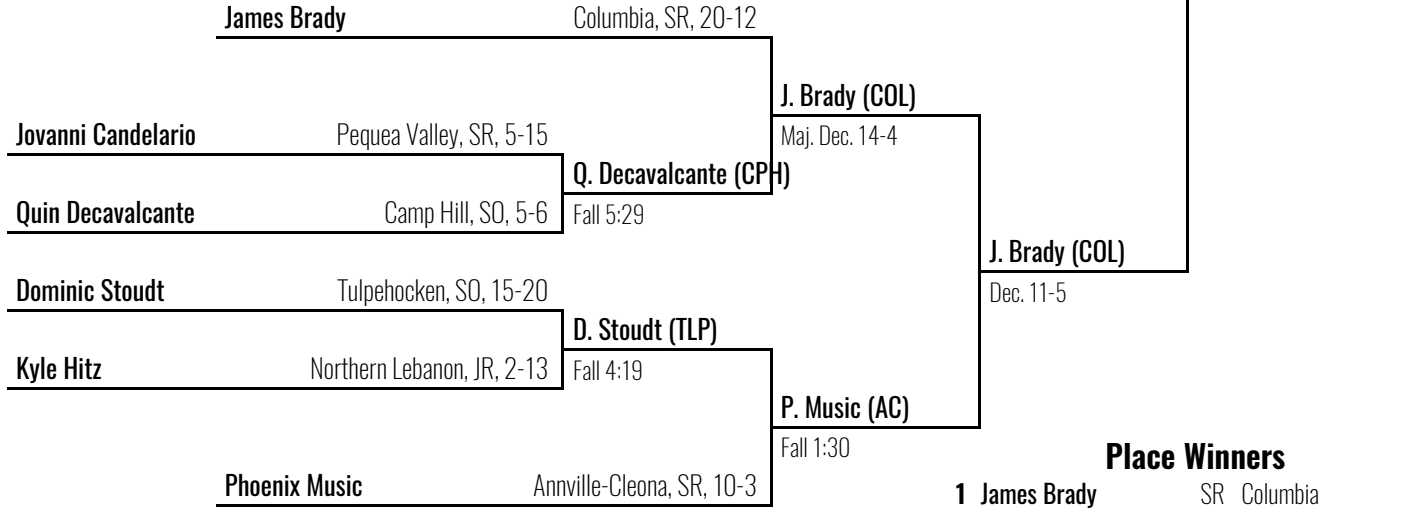 James Brady Columbia, SR, 20-12
J. Brady (COL)
Maj. Dec. 14-4
Jovanni Candelario Pequea Valley, SR, 5-15
Q. Decavalcante (CPH)
Fall 5:29
Quin Decavalcante Camp Hill, SO, 5-6
J. Brady (COL)
Dec. 11-5
Dominic Stoudt Tulpehocken, SO, 15-20
D. Stoudt (TLP)
Fall 4:19
Kyle Hitz Northern Lebanon, JR, 2-13
P. Music (AC)
Fall 1:30
Phoenix Music Annville-Cleona, SR, 10-3
Place Winners
1 James Brady SR Columbia